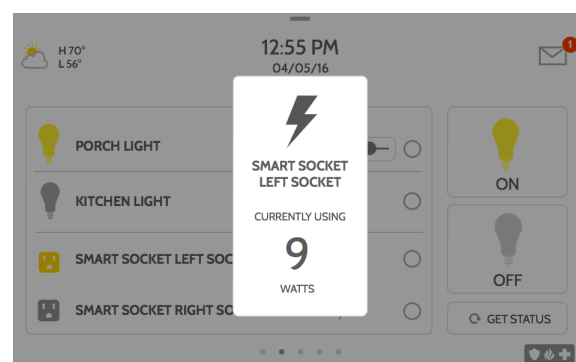 H 70°
L 56°
12:55 PM
04/05/16
1
PORCH LIGHT
KITCHEN LIGHT
SMART SOCKET LEFT SOC
SMART SOCKET RIGHT SO
SMART SOCKET
LEFT SOCKET
CURRENTLY USING
9
WATTS
ON
OFF
GET STATUS